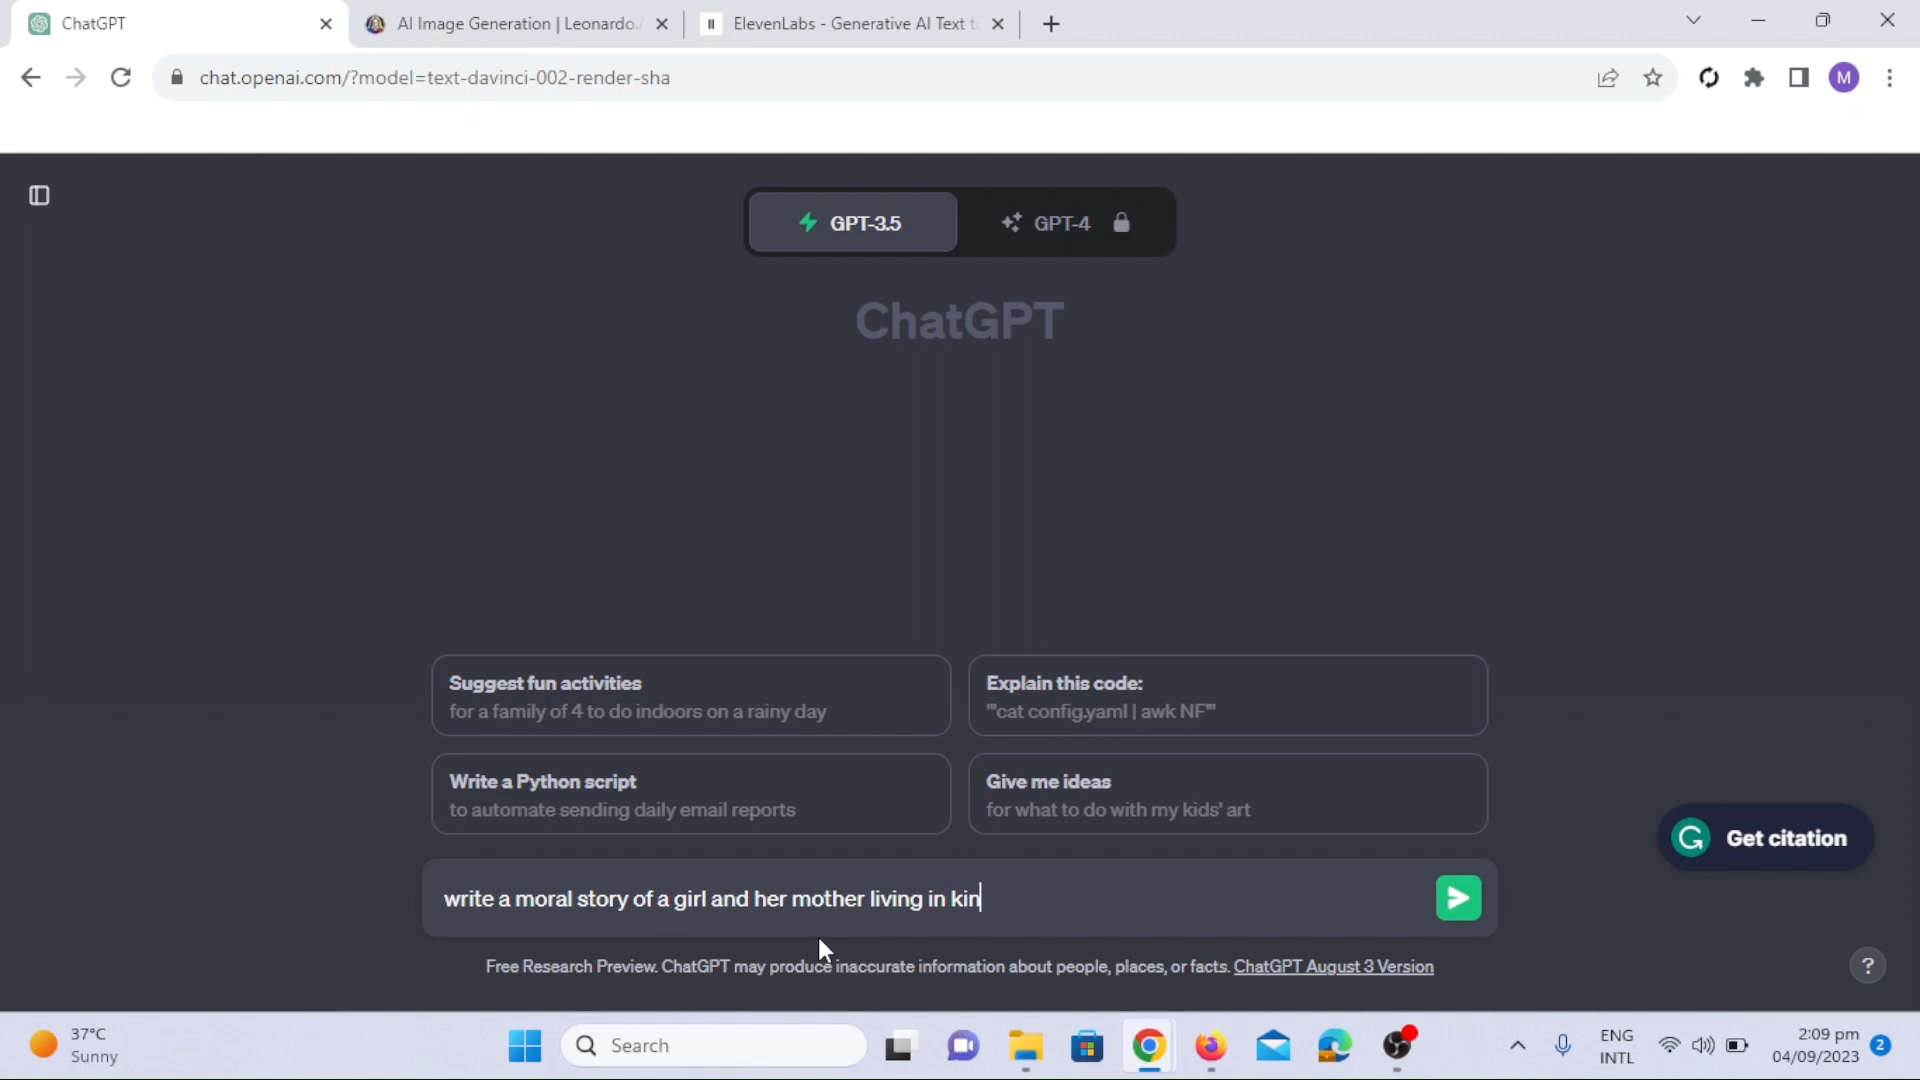 ChatGPT
AI Image Generation | Leonardo.
ElevenLabs - Generative AI Text t
chat.openai.com/?model=text-davinci-002-render-sha
M
GPT-3.5
GPT-4
ChatGPT
Suggest fun activities
for a family of 4 to do indoors on a rainy day
Explain this code:
"'cat config.yaml | awk NF'"
Write a Python script
to automate sending daily email reports
Give me ideas
for what to do with my kids' art
Get citation
write a moral story of a girl and her mother living in kin
Free Research Preview. ChatGPT may produce inaccurate information about people, places, or facts. ChatGPT August 3 Version
?
37°C
Sunny
Search
ENG
INTL
2:09 pm
04/09/2023
2